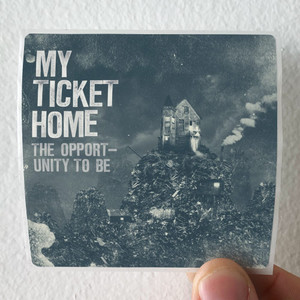 MY
TICKET
HOME
THE OPPORT-
UNITY TO BE